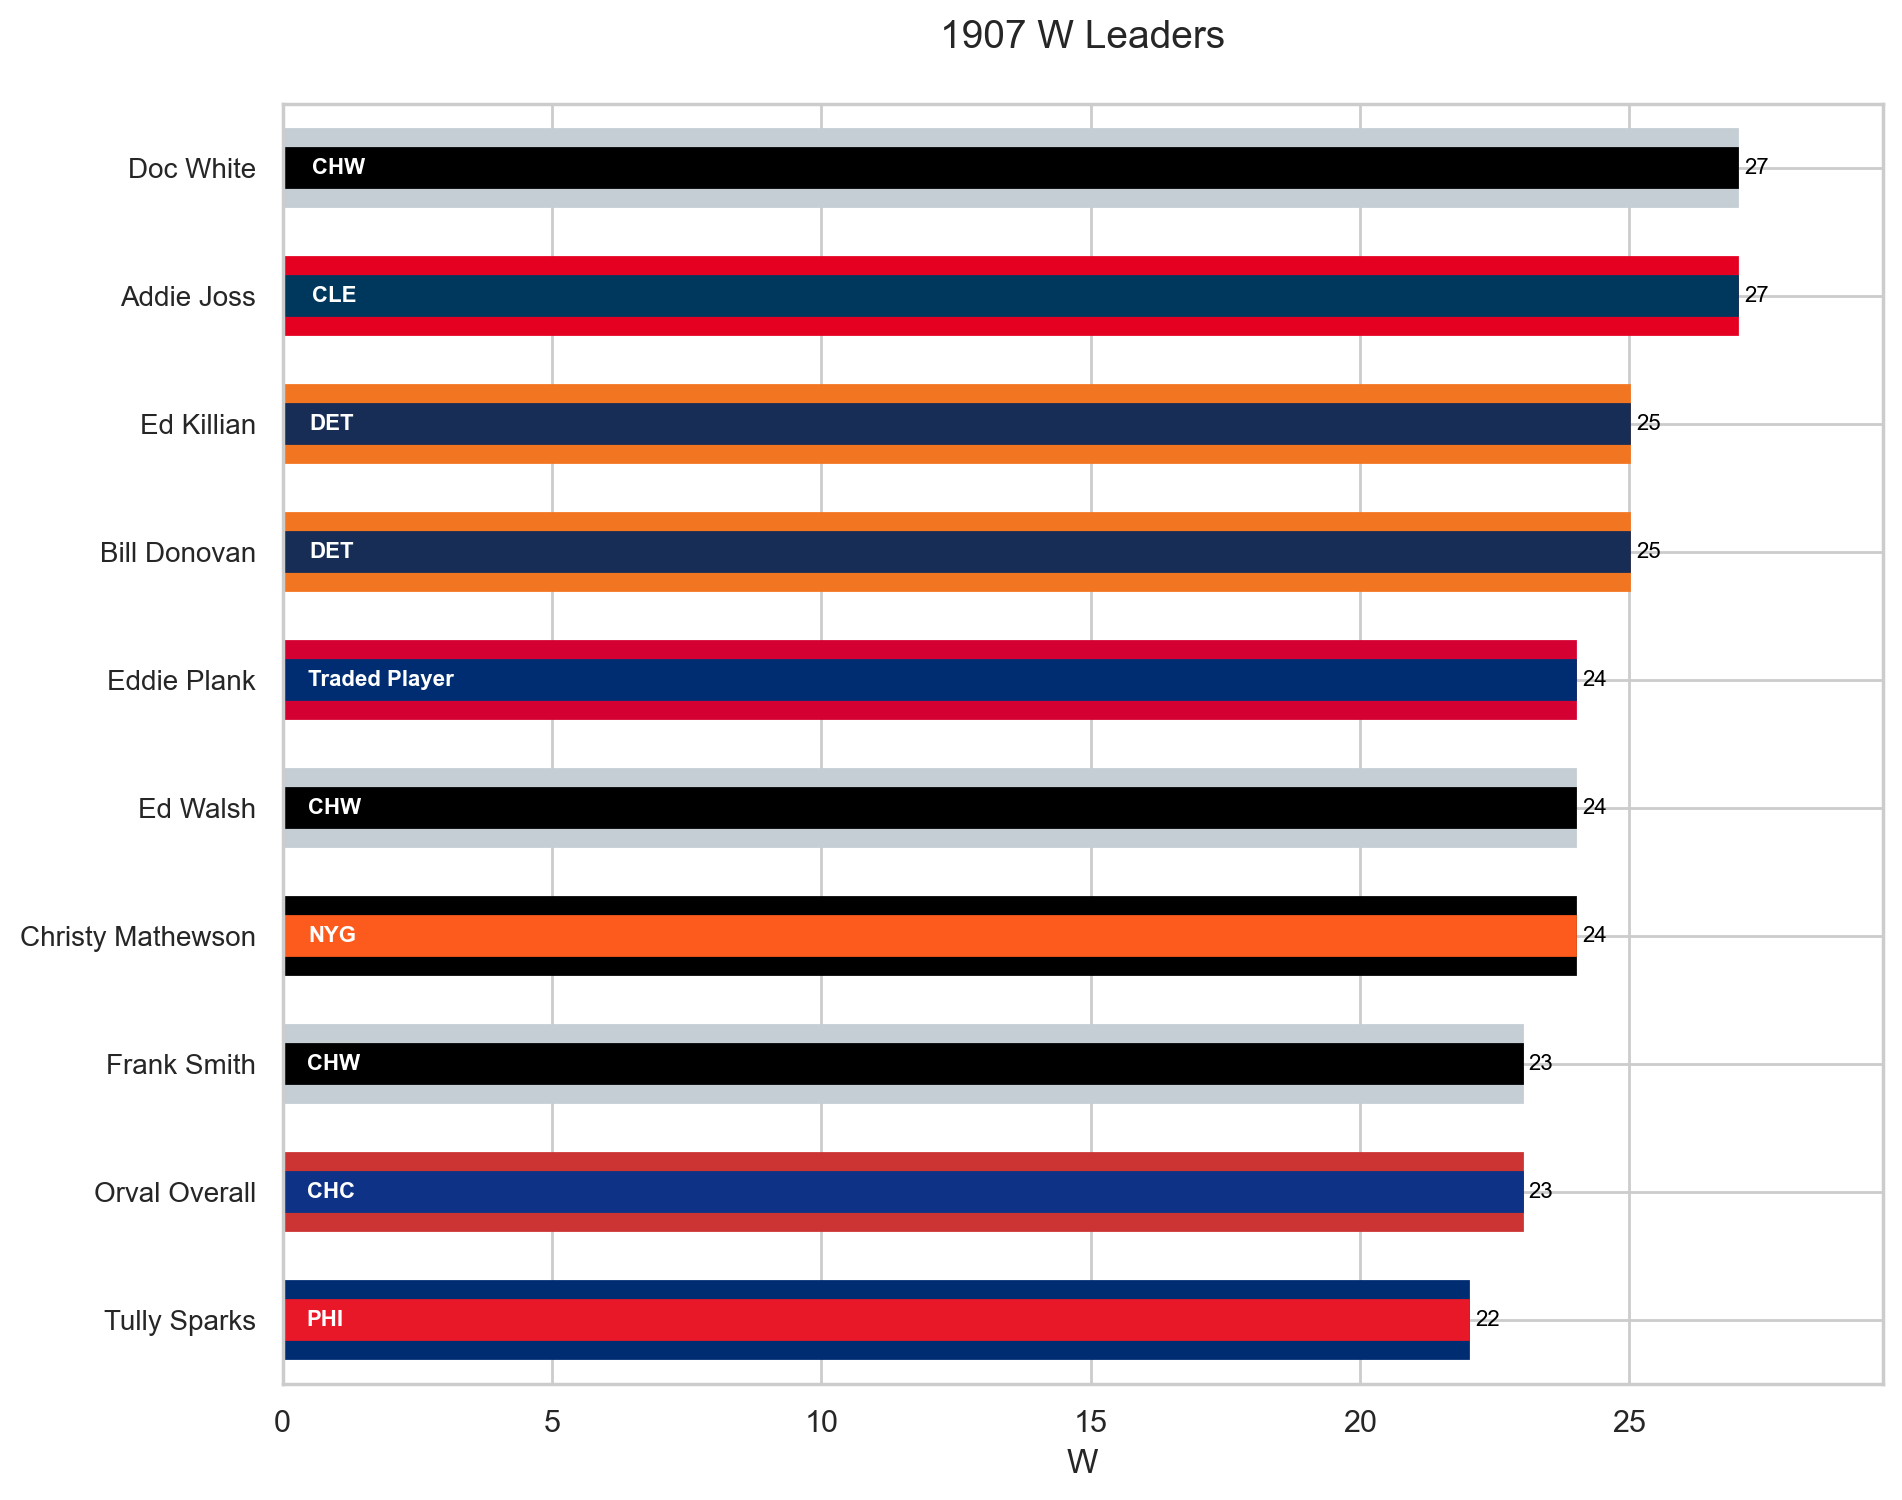 1907 W Leaders
Doc White CHW 27
Addie Joss CLE 27
Ed Killian DET 25
Bill Donovan DET 25
Eddie Plank Traded Player 24
Ed Walsh CHW 24
Christy Mathewson NYG 24
Frank Smith CHW 23
Orval Overall CHC 23
Tully Sparks PHI 22
0 5 10 15 20 25
W